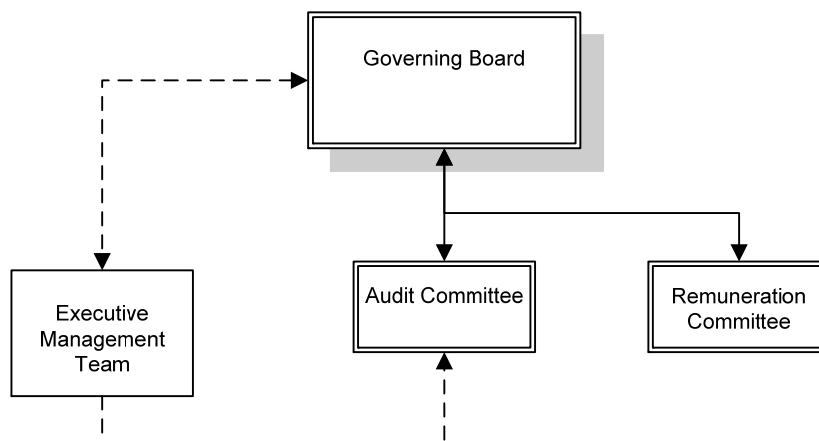 Governing Board
Executive
Management
Team
Audit Committee
Remuneration
Committee